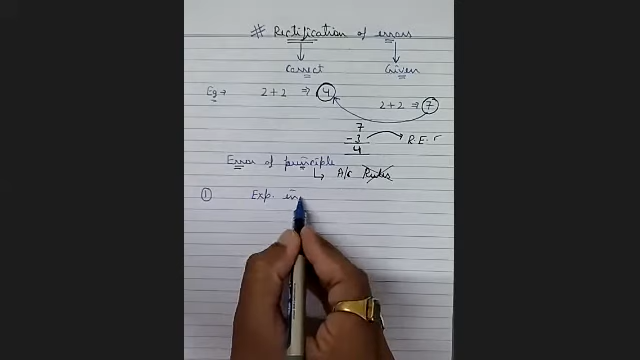 # Rectification of errors
Correct Given
Eg → 2+2 ⇒ 4
2+2 ⇒ 7
7
-3 → R.E.
4
Error of principle
↳ A/c Rules
① Exp. in